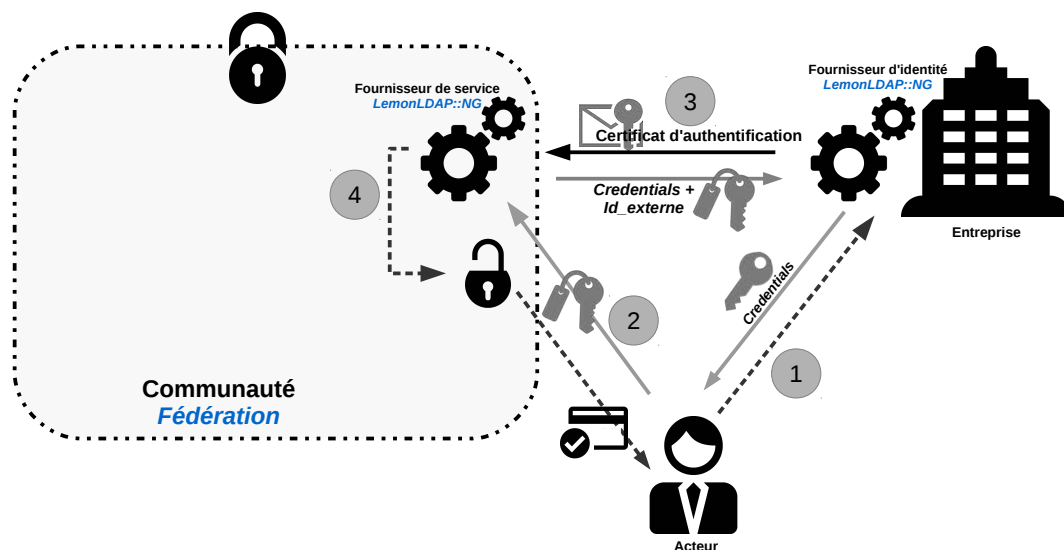 Fournisseur de service
LemonLDAP::NG
Fournisseur d'identité
LemonLDAP::NG
3
Certificat d'authentification
4
Credentials +
Id_externe
Entreprise
Credentials
2
1
Communauté
Fédération
Acteur